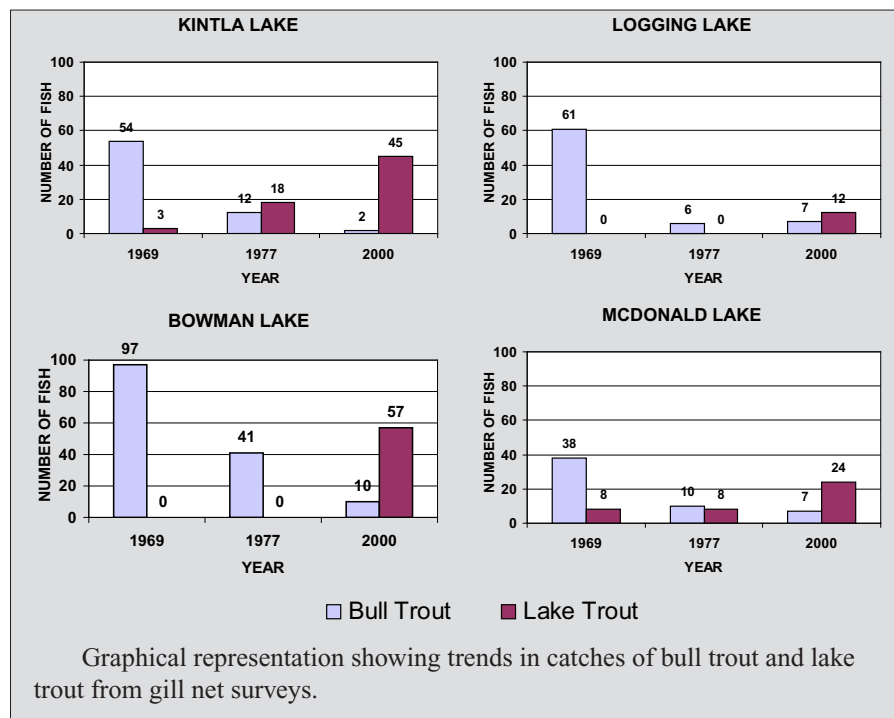 KINTLA LAKE
100
80
60
40
20
0
NUMBER OF FISH
54
3
12
18
2
45
1969 1977 2000
YEAR
LOGGING LAKE
100
80
60
40
20
0
NUMBER OF FISH
61
0
6
0
7
12
1969 1977 2000
YEAR
BOWMAN LAKE
100
80
60
40
20
0
NUMBER OF FISH
97
0
41
0
10
57
1969 1977 2000
YEAR
MCDONALD LAKE
100
80
60
40
20
0
NUMBER OF FISH
38
8
10
8
7
24
1969 1977 2000
YEAR
Bull Trout Lake Trout
Graphical representation showing trends in catches of bull trout and lake
trout from gill net surveys.